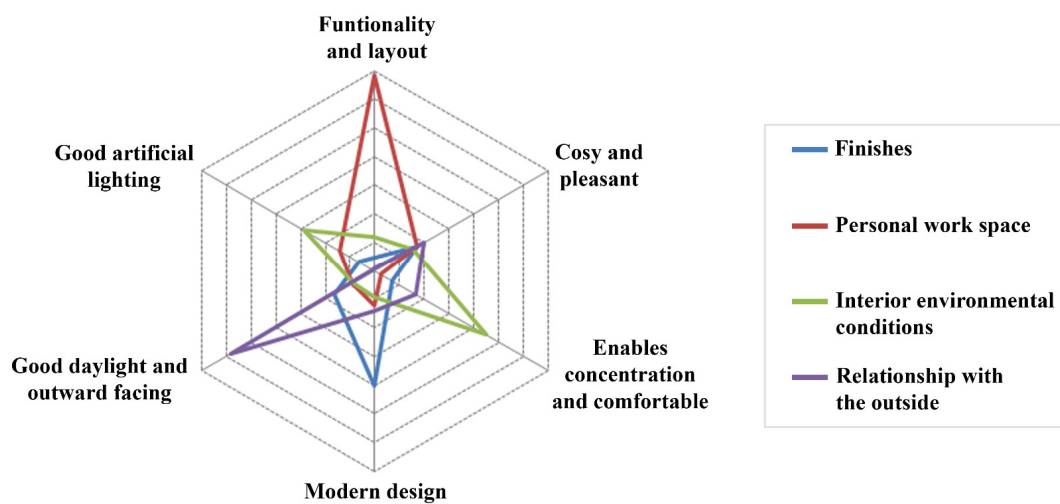 Funtionality
and layout
Good artificial
lighting
Cosy and
pleasant
Good daylight and
outward facing
Enables
concentration
and comfortable
Modern design
Finishes
Personal work space
Interior environmental
conditions
Relationship with
the outside